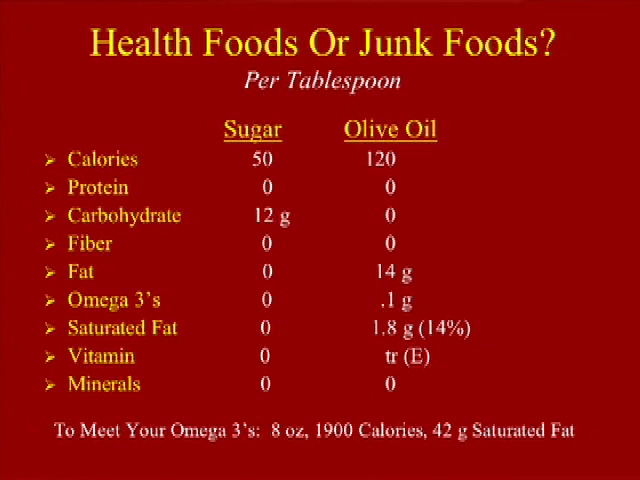 Health Foods Or Junk Foods?
Per Tablespoon
Sugar Olive Oil
➢ Calories 50 120
➢ Protein 0 0
➢ Carbohydrate 12 g 0
➢ Fiber 0 0
➢ Fat 0 14 g
➢ Omega 3’s 0 .1 g
➢ Saturated Fat 0 1.8 g (14%)
➢ Vitamin 0 tr (E)
➢ Minerals 0 0
To Meet Your Omega 3’s: 8 oz, 1900 Calories, 42 g Saturated Fat